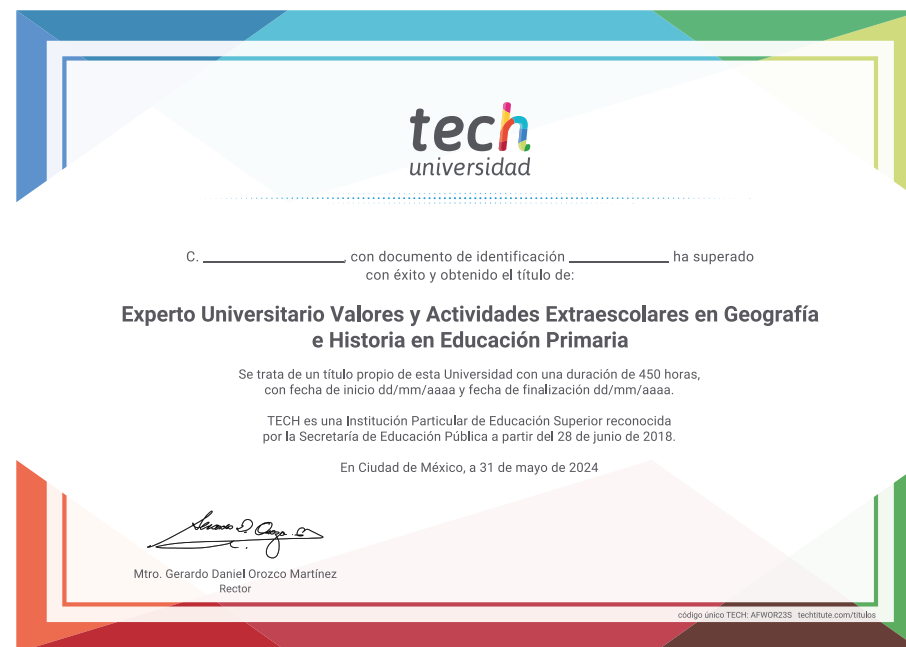 tech
universidad
C. ____________, con documento de identificación ____________ ha superado
con éxito y obtenido el título de:
Experto Universitario Valores y Actividades Extraescolares en Geografía
e Historia en Educación Primaria
Se trata de un título propio de esta Universidad con una duración de 450 horas,
con fecha de inicio dd/mm/aaaa y fecha de finalización dd/mm/aaaa.
TECH es una Institución Particular de Educación Superior reconocida
por la Secretaría de Educación Pública a partir del 28 de junio de 2018.
En Ciudad de México, a 31 de mayo de 2024
Mtro. Gerardo Daniel Orozco Martínez
Rector
código único TECH: AFWOR23S techtitute.com/titulos